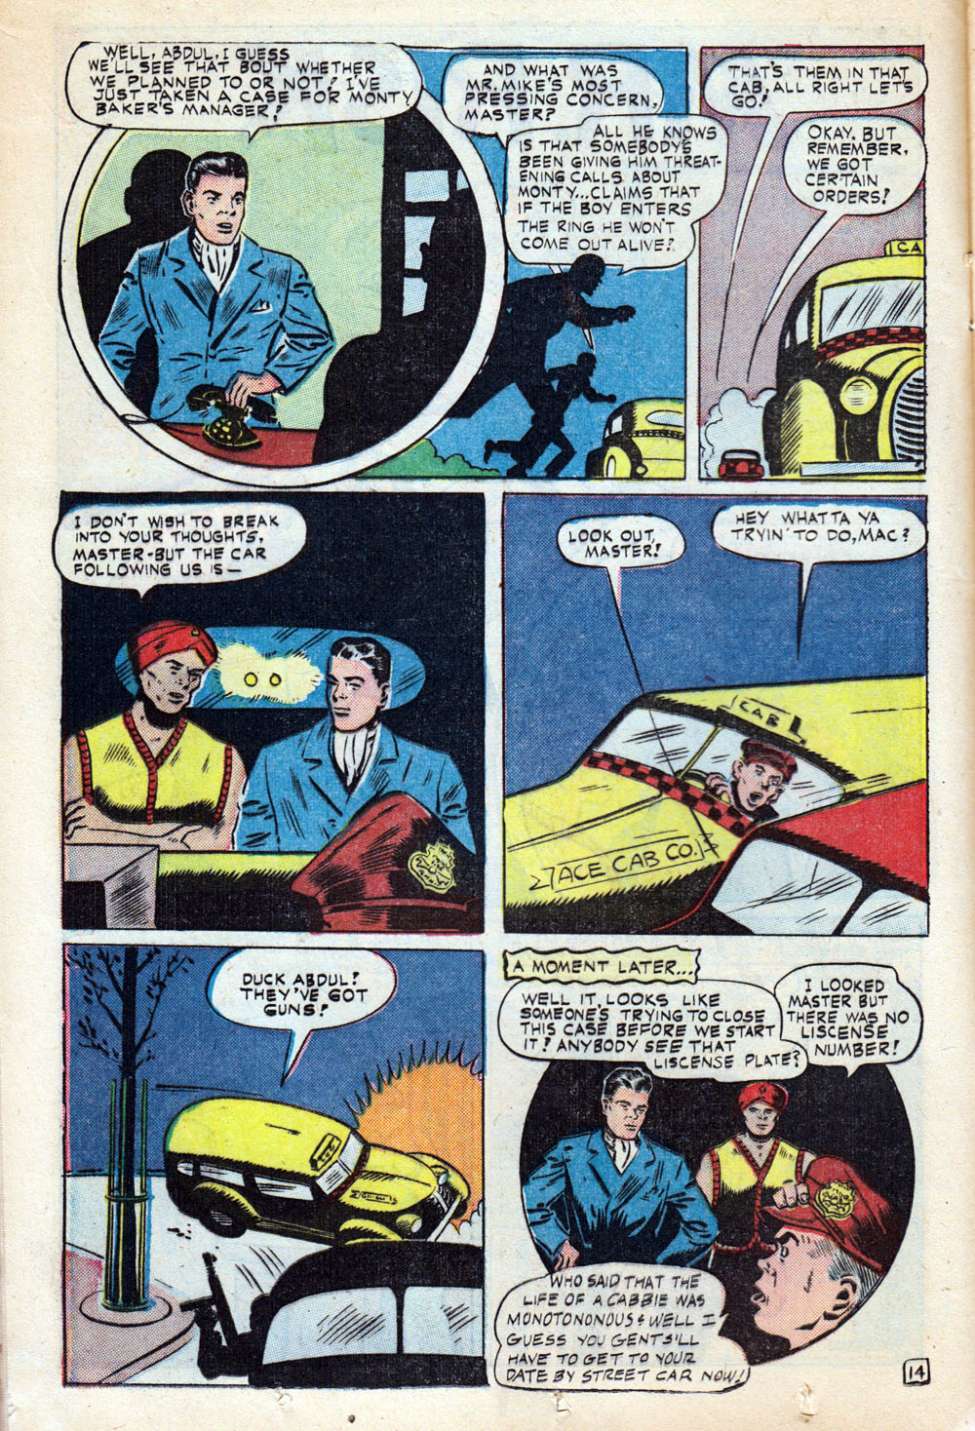 WELL, ABDUL, I GUESS
WE'LL SEE THAT BOUT WHETHER
WE PLANNED TO OR NOT! I'VE
JUST TAKEN A CASE FOR MONTY
BAKER'S MANAGER!
AND WHAT WAS
MR. MIKE'S MOST
PRESSING CONCERN,
MASTER?
ALL HE KNOWS
IS THAT SOMEBODY'S
BEEN GIVING HIM THREAT-
ENING CALLS ABOUT
MONTY...CLAIMS THAT
IF THE BOY ENTERS
THE RING HE WON'T
COME OUT ALIVE!
THAT'S THEM IN THAT
CAB, ALL RIGHT LET'S
GO!
OKAY, BUT
REMEMBER,
WE GOT
CERTAIN
ORDERS!
CA
I DON'T WISH TO BREAK
INTO YOUR THOUGHTS,
MASTER-BUT THE CAR
FOLLOWING US IS—
LOOK OUT,
MASTER!
HEY WHATTA YA
TRYIN' TO DO, MAC?
CAB
27 ACE CAB CO.
DUCK ABDUL!
THEY'VE GOT
GUNS!
A MOMENT LATER...
WELL IT LOOKS LIKE
SOMEONE'S TRYING TO CLOSE
THIS CASE BEFORE WE START
IT! ANYBODY SEE THAT
LISCENSE PLATE?
I LOOKED
MASTER BUT
THERE WAS NO
LISCENSE
NUMBER!
WHO SAID THAT THE
LIFE OF A CABBIE WAS
MONOTONONOUS & WELL I
GUESS YOU GENTS'LL
HAVE TO GET TO YOUR
DATE BY STREET CAR NOW!
14